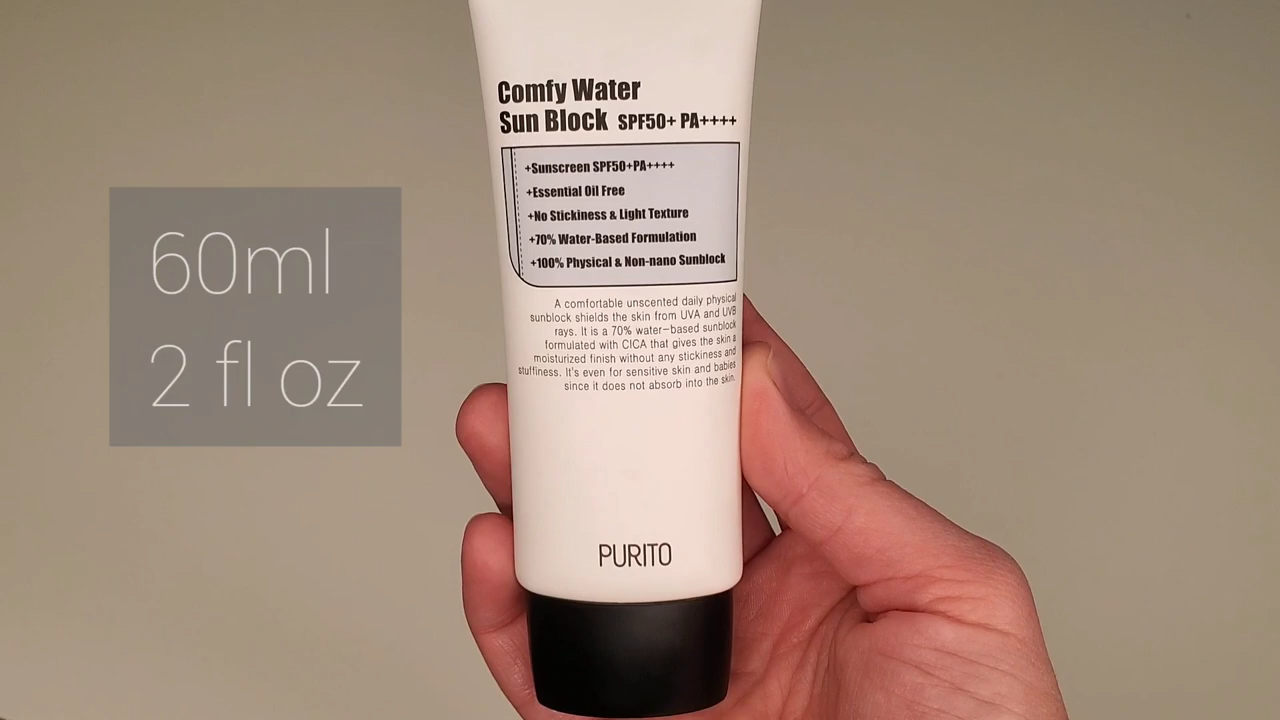 Comfy Water
Sun Block SPF50+ PA++++
+Sunscreen SPF50+PA++++
+Essential Oil Free
+No Stickiness & Light Texture
+70% Water-Based Formulation
+100% Physical & Non-nano Sunblock
A comfortable unscented daily physical
sunblock shields the skin from UVA and UVB
rays. It is a 70% water-based sunblock
formulated with CICA that gives the skin a
moisturized finish without any stickiness and
stuffiness. It's even for sensitive skin and babies
since it does not absorb into the skin.
PURITO
60ml
2 fl oz